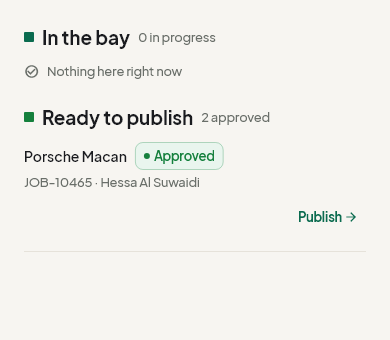 In the bay 0 in progress
Nothing here right now
Ready to publish 2 approved
Porsche Macan Approved
JOB-10465 · Hessa Al Suwaidi
Publish →